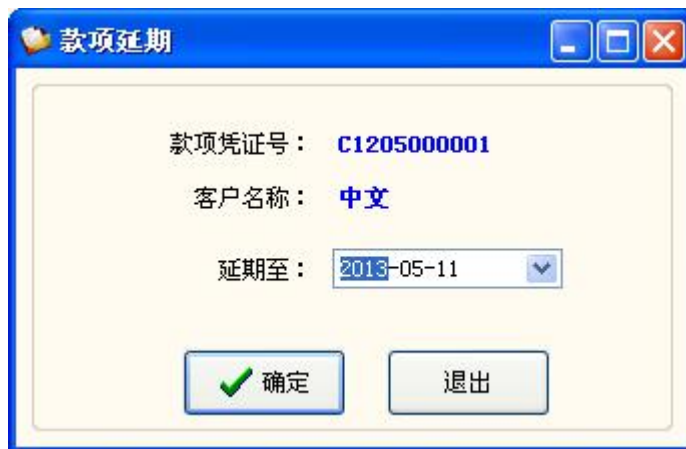 款项延期
款项凭证号： C1205000001
客户名称： 中文
延期至： 2013-05-11
确定 退出